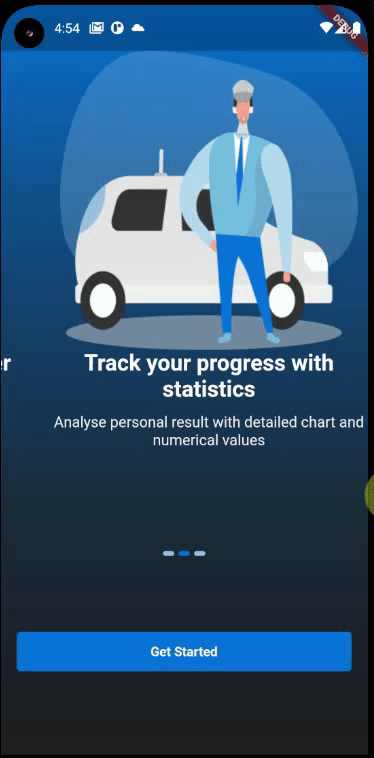 4:54
DEBUG
er
Track your progress with
statistics
Analyse personal result with detailed chart and
numerical values
Get Started